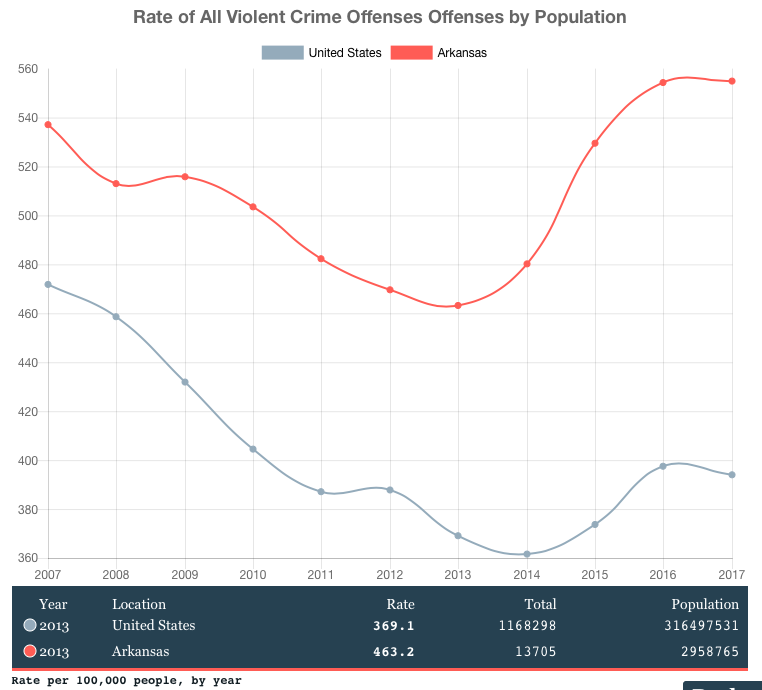 Rate of All Violent Crime Offenses Offenses by Population
United States Arkansas
560
540
520
500
480
460
440
420
400
380
360
2007 2008 2009 2010 2011 2012 2013 2014 2015 2016 2017
Year Location Rate Total Population
2013 United States 369.1 1168298 316497531
2013 Arkansas 463.2 13705 2958765
Rate per 100,000 people, by year